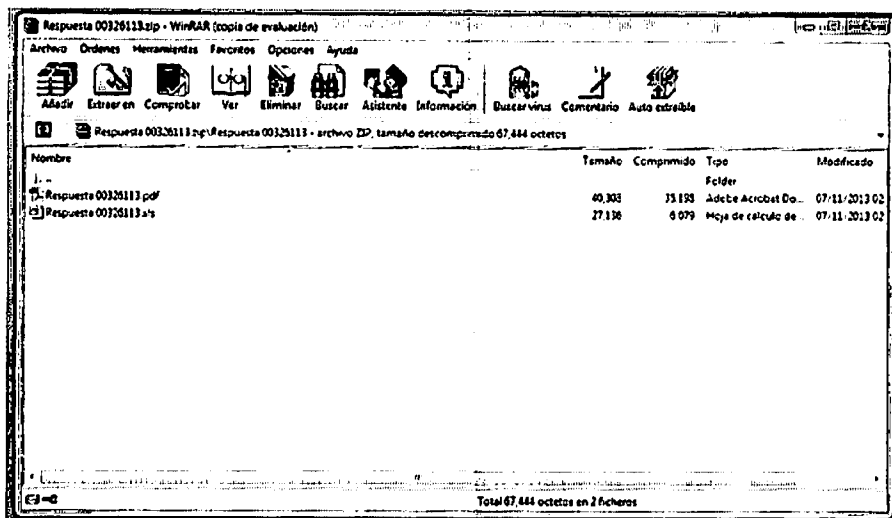 Respuesta 00326113.zip - WinRAR (copia de evaluación)
Archivo Ordenes Herramientas Favoritos Opciones Ayuda
Añadir Extraer en Comprobar Ver Eliminar Buscar Asistente Información Buscar virus Comentario Auto extraíble
Respuesta 00326113.zip\Respuesta 00326113 - archivo ZIP, tamaño descomprimido 67,444 octetos
Nombre Tamaño Comprimido Tipo Modificado
.. Folder
Respuesta 00326113.pdf 40,308 Adobe Acrobat Do... 07/11/2013 02
Respuesta 00326113.xls 27,136 6,079 Hoja de cálculo de ... 07/11/2013 02
Total 67,444 octetos en 2 ficheros